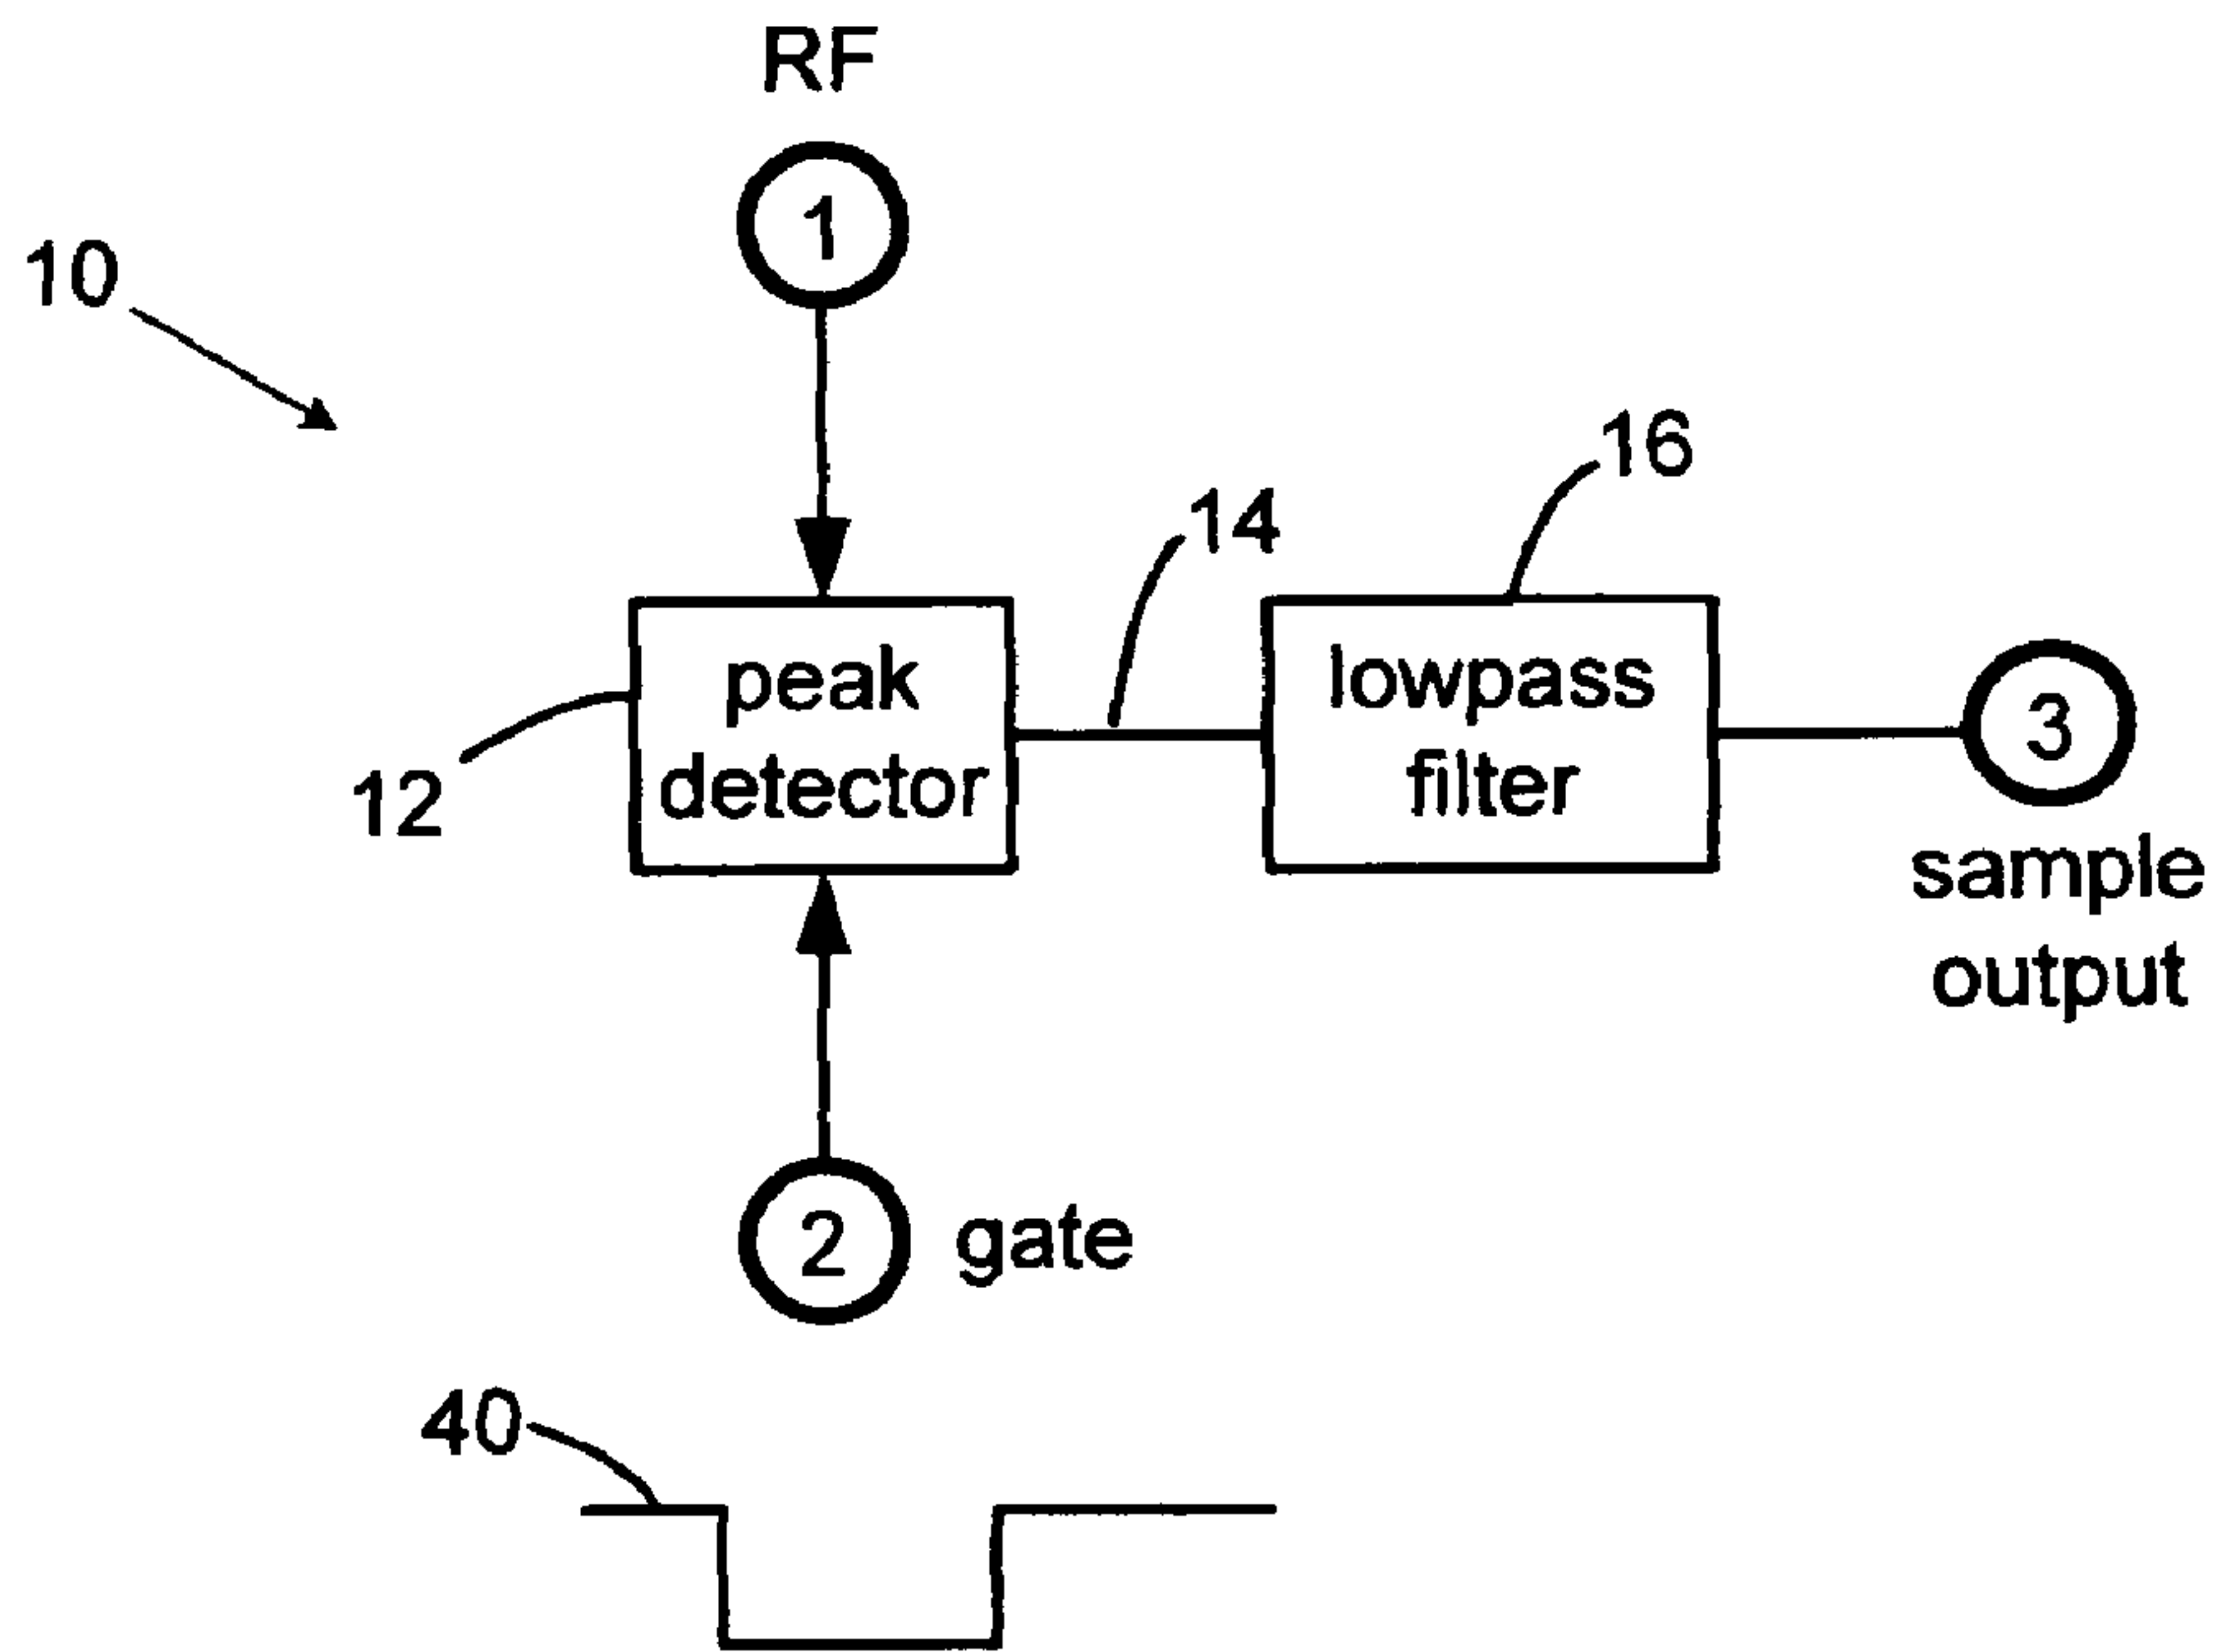 RF
1
10
16
14
peak
detector
lowpass
filter
3
12
sample
output
2
gate
40